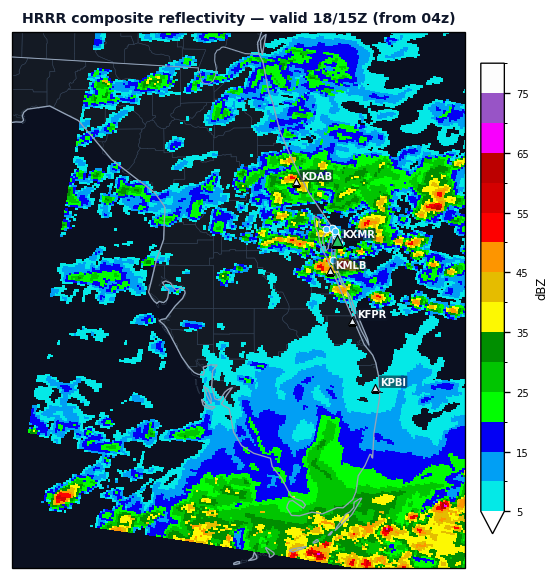 HRRR composite reflectivity — valid 18/15Z (from 04z)
KDAB
KXMR
KMLB
KFPR
KPBI
75
65
55
45
35
25
15
5
dBZ